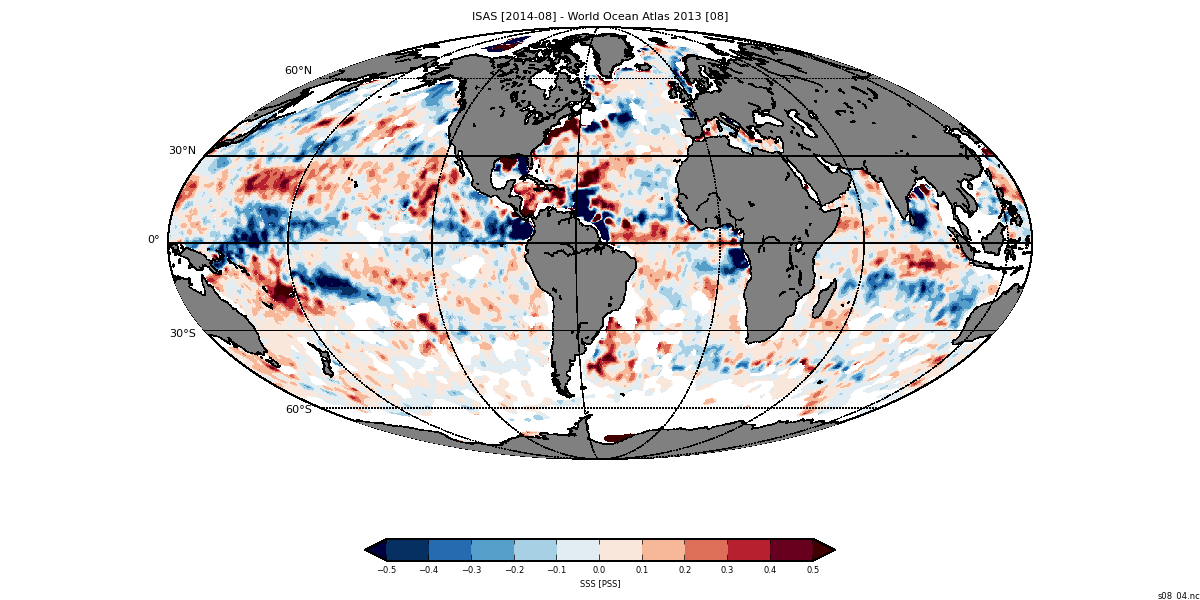 ISAS [2014-08] - World Ocean Atlas 2013 [08]
60°N
30°N
0°
30°S
60°S
−0.5 −0.4 −0.3 −0.2 −0.1 0.0 0.1 0.2 0.3 0.4 0.5
SSS [PSS]
s08_04.nc